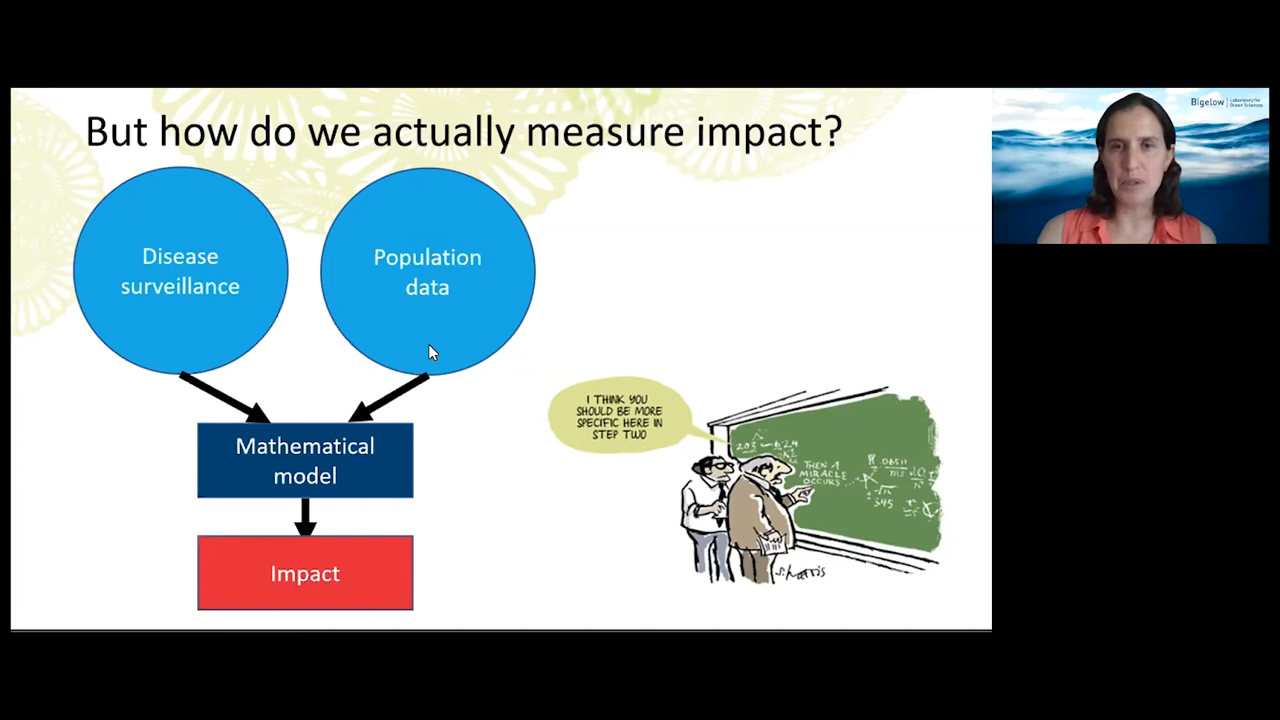 But how do we actually measure impact?
Disease
surveillance
Population
data
Mathematical
model
Impact
I THINK YOU
SHOULD BE MORE
SPECIFIC HERE IN
STEP TWO
THEN A
MIRACLE
OCCURS
S. Harris
Bigelow | Laboratory for
Ocean Sciences